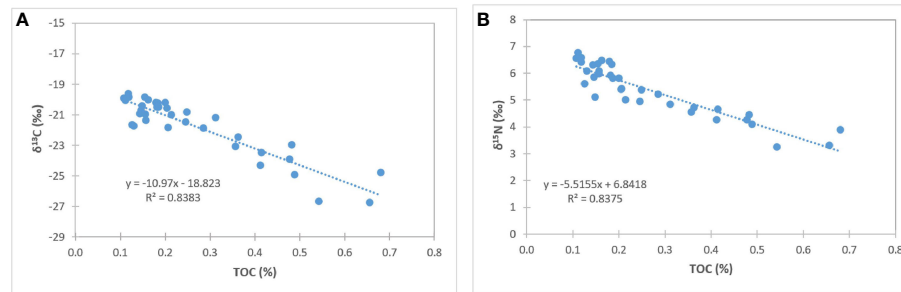 A
-15
-17
-19
-21
-23
-25
-27
-29
δ¹³C (‰)
y = -10.97x - 18.823
R² = 0.8383
0.0 0.1 0.2 0.3 0.4 0.5 0.6 0.7 0.8
TOC (%)
B
8
7
6
5
4
3
2
1
0
δ¹⁵N (‰)
y = -5.5155x + 6.8418
R² = 0.8375
0.0 0.1 0.2 0.3 0.4 0.5 0.6 0.7 0.8
TOC (%)